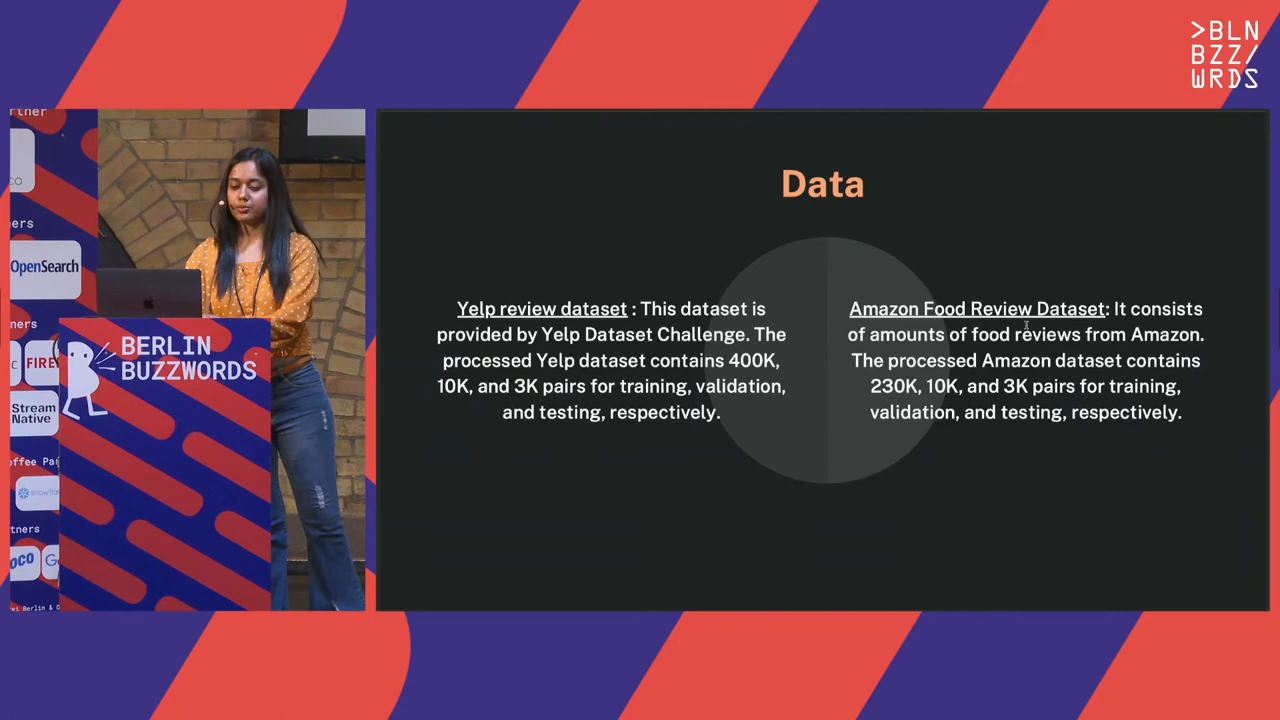 >BLN
BZZ/
WRDS
OpenSearch
FIRE
Stream
Native
snowfla
BERLIN
BUZZWORDS
Data
Yelp review dataset : This dataset is
provided by Yelp Dataset Challenge. The
processed Yelp dataset contains 400K,
10K, and 3K pairs for training, validation,
and testing, respectively.
Amazon Food Review Dataset: It consists
of amounts of food reviews from Amazon.
The processed Amazon dataset contains
230K, 10K, and 3K pairs for training,
validation, and testing, respectively.